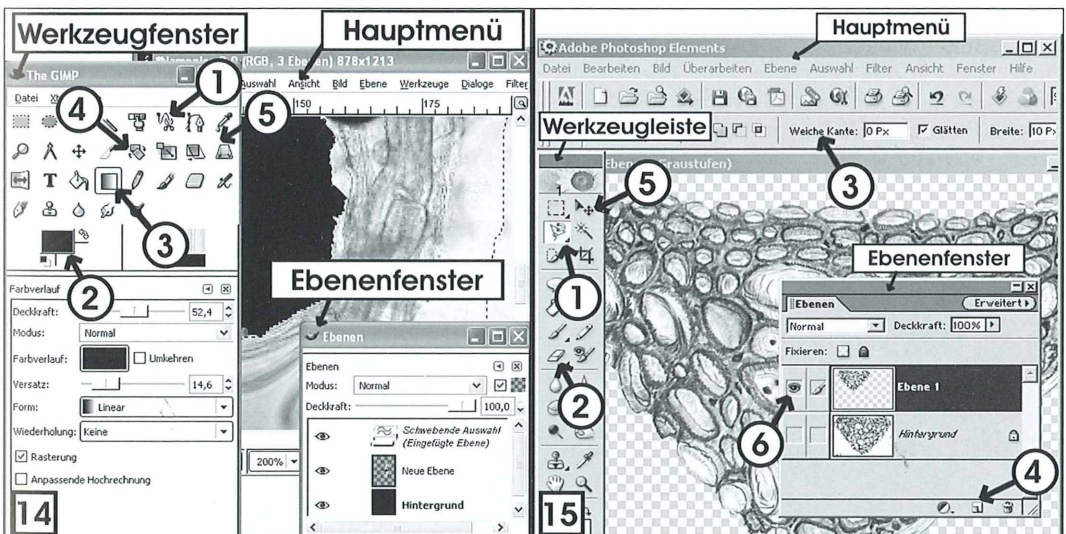 Werkzeugfenster
Hauptmenü
(RGB, 3 Ebenen) 878x1213
The GIMP
Auswahl Ansicht Bild Ebene Werkzeuge Dialoge Filter
Datei
150 175
1
4
5
3
2
Ebenenfenster
Farbverlauf
Deckkraft: 52,4
Modus: Normal
Farbverlauf: Umkehren
Versatz: 14,6
Form: Linear
Wiederholung: Keine
Rasterung
Anpassende Hochrechnung
200%
Ebenen
Ebenen
Modus: Normal
Deckkraft: 100,0
Schwebende Auswahl
(Eingefügte Ebene)
Neue Ebene
Hintergrund
14
Hauptmenü
Adobe Photoshop Elements
Datei Bearbeiten Bild Überarbeiten Ebene Auswahl Filter Ansicht Fenster Hilfe
Werkzeugleiste
Weiche Kante: 0 Px Glätten Breite: 10 Px
Graustufen)
5
3
1
2
Ebenenfenster
Ebenen Erweitert
Normal Deckkraft: 100%
Fixieren:
Ebene 1
Hintergrund
6
4
15